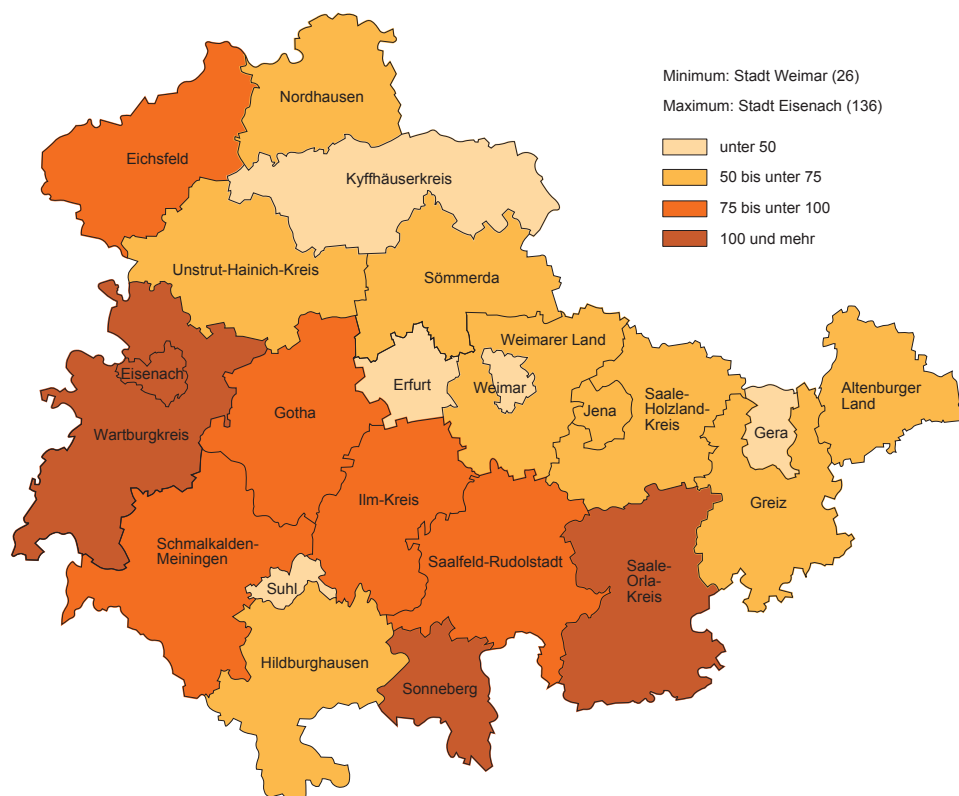 Minimum: Stadt Weimar (26)
Maximum: Stadt Eisenach (136)
unter 50
50 bis unter 75
75 bis unter 100
100 und mehr
Nordhausen
Eichsfeld
Kyffhäuserkreis
Unstrut-Hainich-Kreis
Sömmerda
Weimarer Land
Eisenach
Erfurt
Weimar
Jena
Saale-
Holzland-
Kreis
Altenburger
Land
Gotha
Wartburgkreis
Gera
Ilm-Kreis
Greiz
Schmalkalden-
Meiningen
Saalfeld-Rudolstadt
Saale-
Orla-
Kreis
Suhl
Hildburghausen
Sonneberg